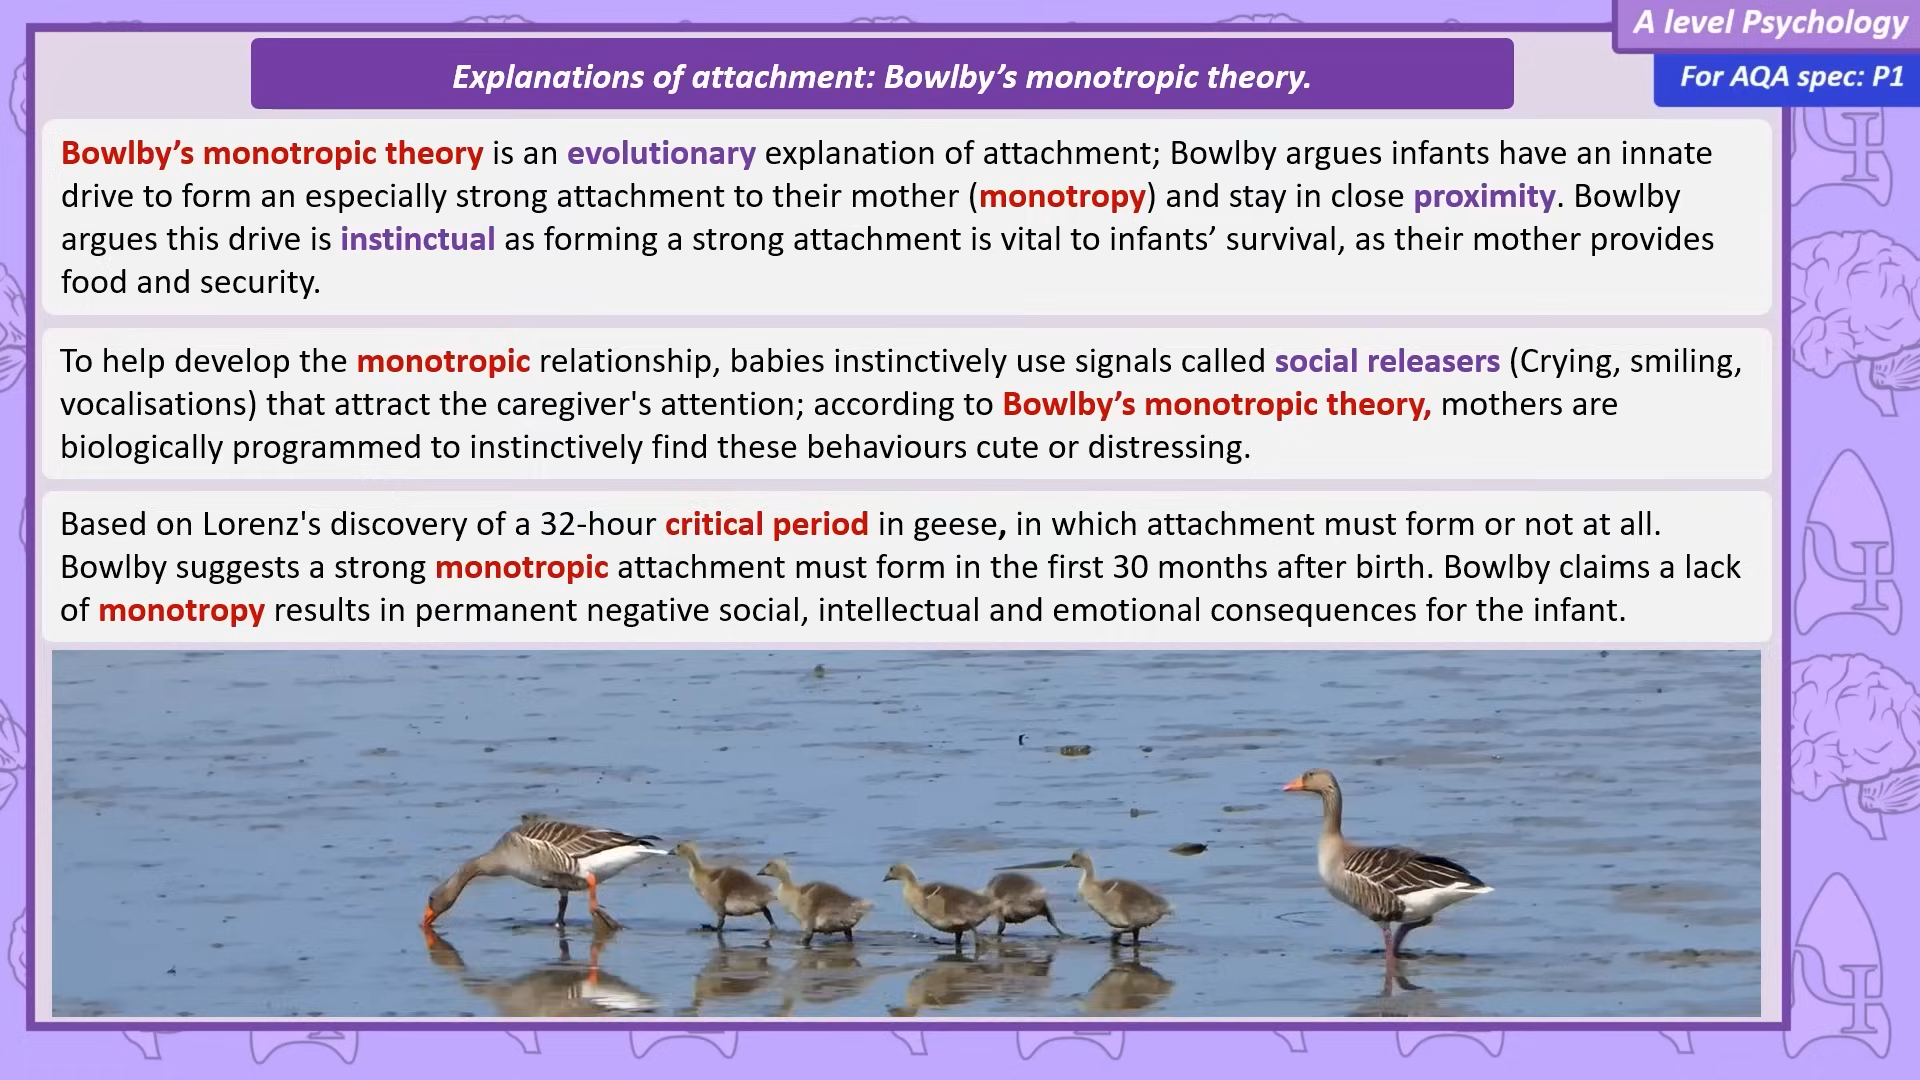 A level Psychology
For AQA spec: P1
Explanations of attachment: Bowlby’s monotropic theory.
Bowlby’s monotropic theory is an evolutionary explanation of attachment; Bowlby argues infants have an innate
drive to form an especially strong attachment to their mother (monotropy) and stay in close proximity. Bowlby
argues this drive is instinctual as forming a strong attachment is vital to infants’ survival, as their mother provides
food and security.
To help develop the monotropic relationship, babies instinctively use signals called social releasers (Crying, smiling,
vocalisations) that attract the caregiver's attention; according to Bowlby’s monotropic theory, mothers are
biologically programmed to instinctively find these behaviours cute or distressing.
Based on Lorenz's discovery of a 32-hour critical period in geese, in which attachment must form or not at all.
Bowlby suggests a strong monotropic attachment must form in the first 30 months after birth. Bowlby claims a lack
of monotropy results in permanent negative social, intellectual and emotional consequences for the infant.